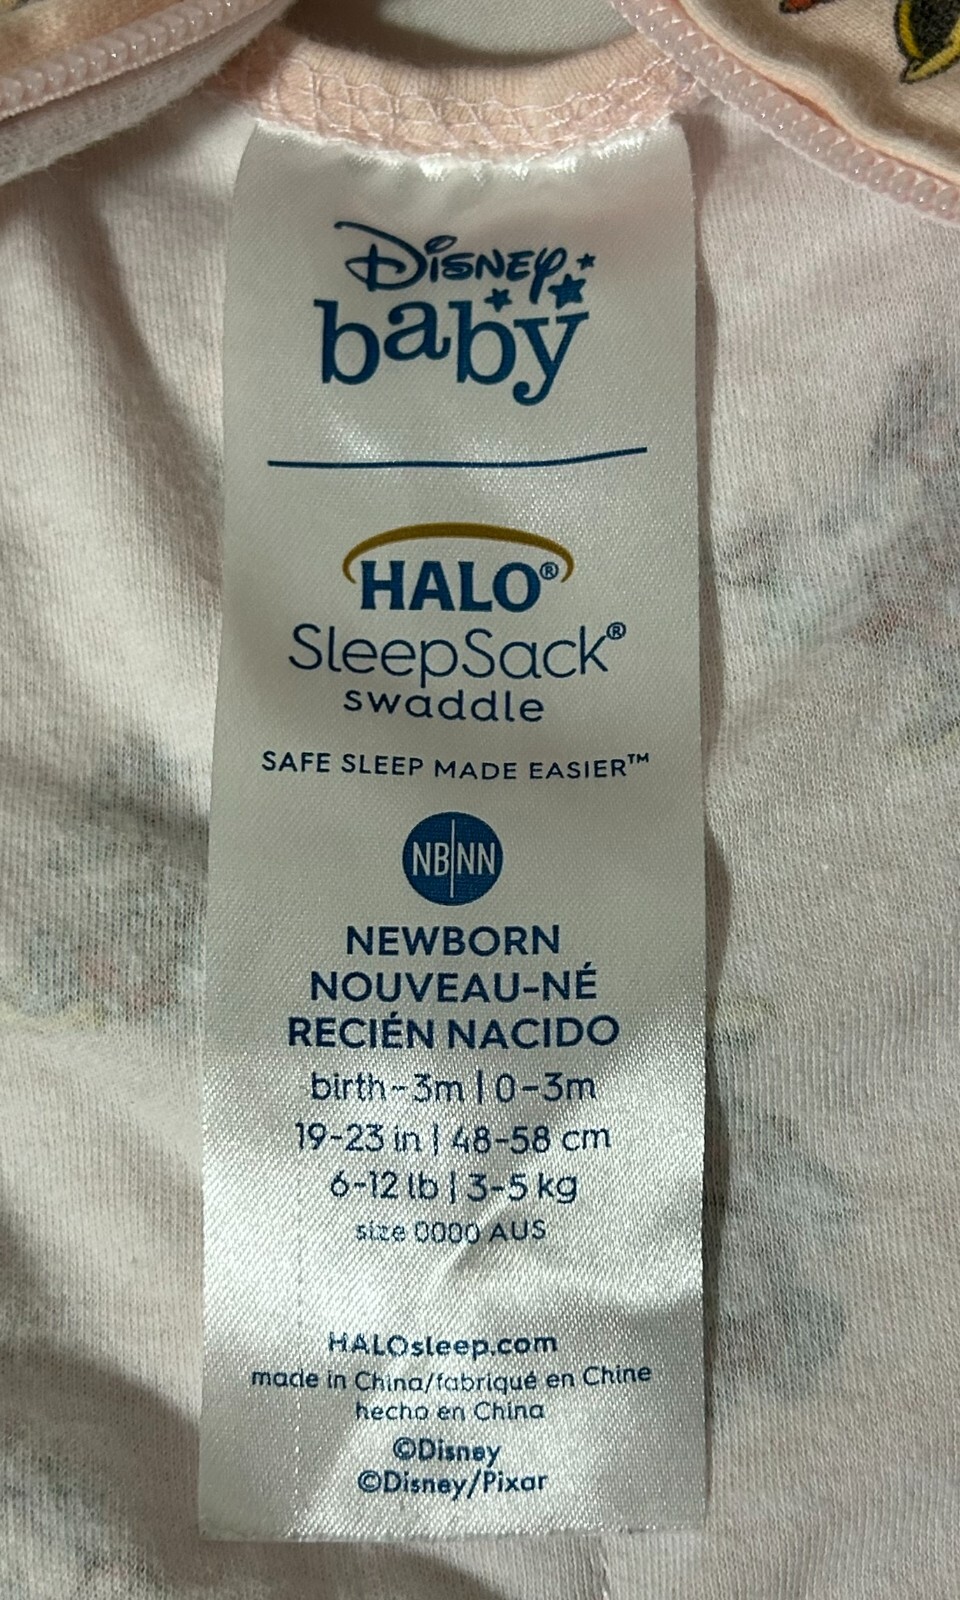 Disney
baby
HALO®
SleepSack®
swaddle
SAFE SLEEP MADE EASIER™
NB|NN
NEWBORN
NOUVEAU-NÉ
RECIÉN NACIDO
birth-3m | 0-3m
19-23 in | 48-58 cm
6-12 lb | 3-5 kg
size 0000 AUS
HALOsleep.com
made in China/fabriqué en Chine
hecho en China
©Disney
©Disney/Pixar